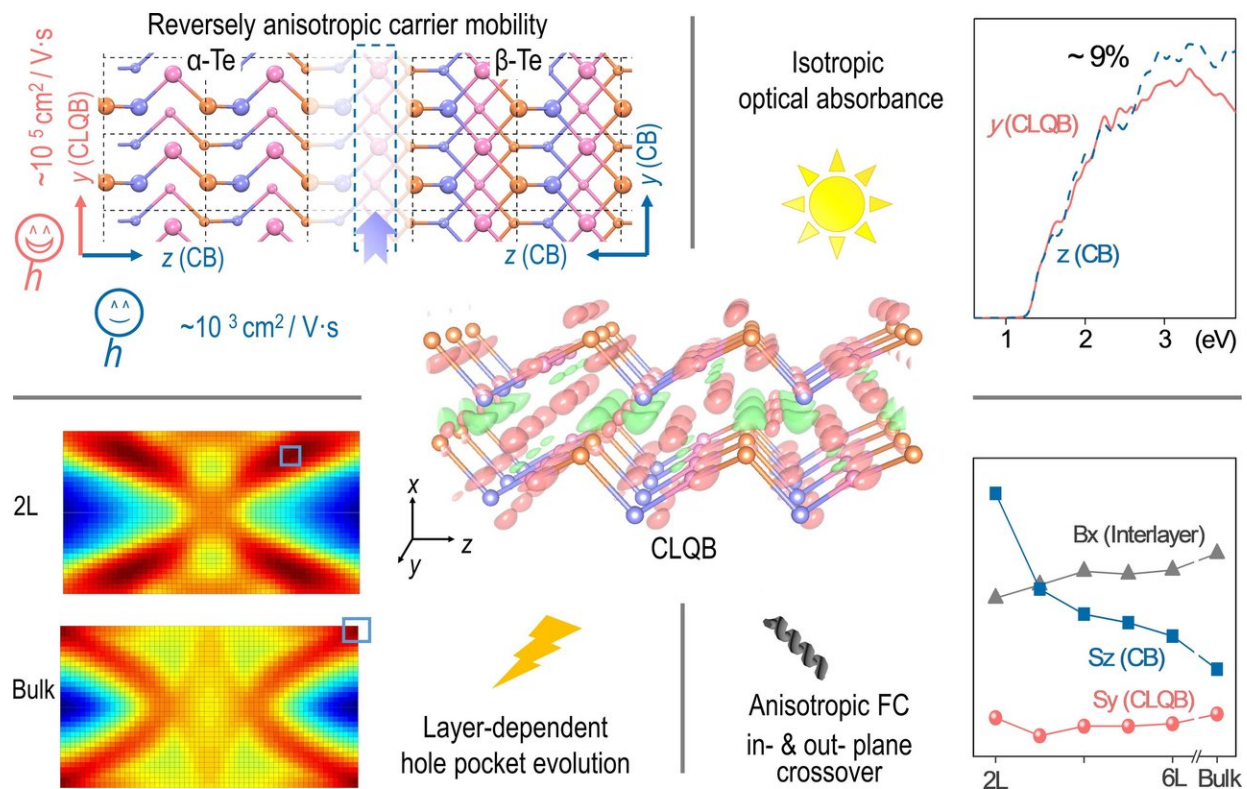 Reversely anisotropic carrier mobility
α-Te
β-Te
~10 5 cm2 / V·s
y (CLQB)
z (CB)
h
y (CB)
z (CB)
h
~10 3 cm2 / V·s
Isotropic
optical absorbance
~ 9%
y (CLQB)
z (CB)
1 2 3 (eV)
x
y
z
CLQB
2L
Bulk
Layer-dependent
hole pocket evolution
Anisotropic FC
in- & out- plane
crossover
Bx (Interlayer)
Sz (CB)
Sy (CLQB)
2L 6L Bulk